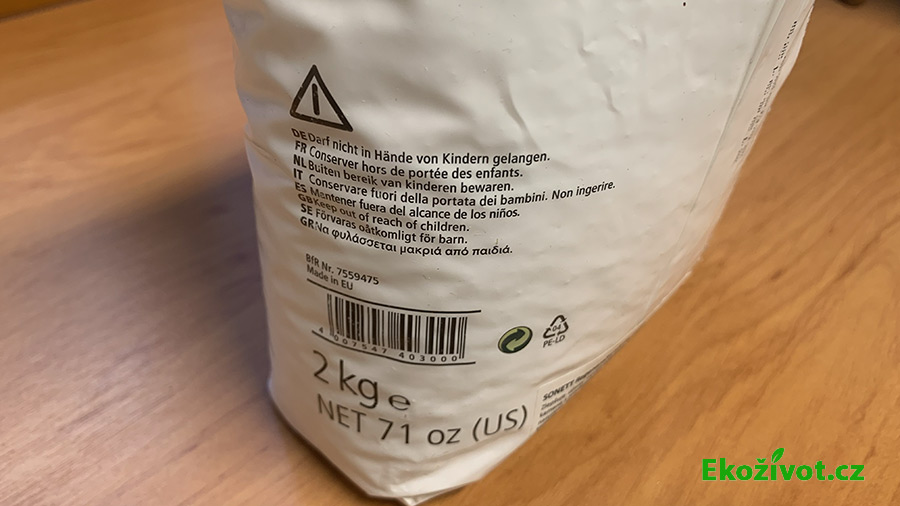 DE Darf nicht in Hände von Kindern gelangen.
FR Conserver hors de portée des enfants.
NL Buiten bereik van kinderen bewaren.
IT Conservare fuori della portata dei bambini. Non ingerire.
ES Mantener fuera del alcance de los niños.
GB Keep out of reach of children.
SE Förvaras oåtkomligt för barn.
GR Να φυλάσσεται μακριά από παιδιά.
BfR Nr. 7559475
Made in EU
4 007547 403000
04
PE-LD
2 kg e
NET 71 oz (US)
SONETT
Ekoživot.cz